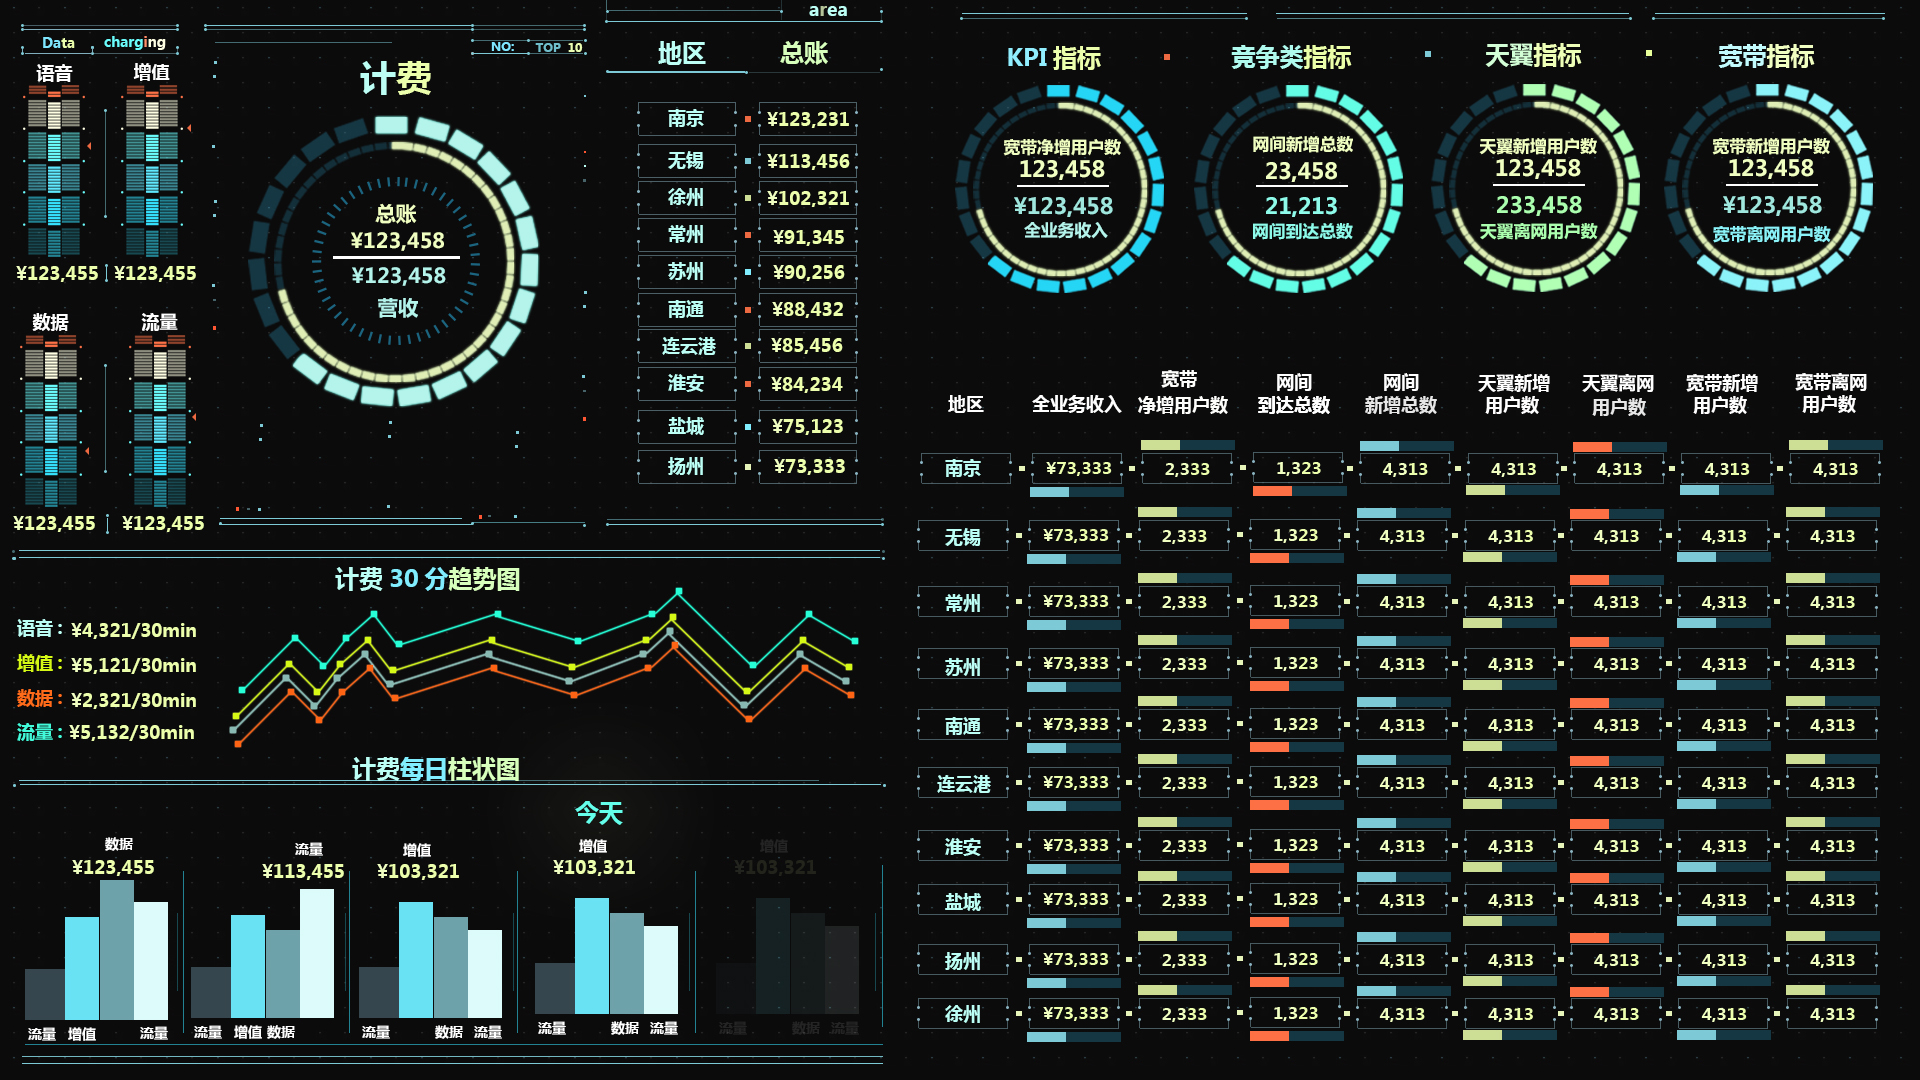 Data charging
语音 增值
¥123,455 ¥123,455
数据 流量
¥123,455 ¥123,455
NO: TOP 10
计费
总账
¥123,458
¥123,458
营收
area
地区 总账
南京 ¥123,231
无锡 ¥113,456
徐州 ¥102,321
常州 ¥91,345
苏州 ¥90,256
南通 ¥88,432
连云港 ¥85,456
淮安 ¥84,234
盐城 ¥75,123
扬州 ¥73,333
计费 30 分趋势图
语音 : ¥4,321/30min
增值 : ¥5,121/30min
数据 : ¥2,321/30min
流量 : ¥5,132/30min
计费每日柱状图
今天
数据
¥123,455
流量 增值 流量
流量
¥113,455
流量 增值 数据
增值
¥103,321
流量 数据 流量
增值
¥103,321
流量 数据 流量
增值
¥103,321
流量 数据 流量
KPI 指标 竞争类指标 天翼指标 宽带指标
宽带净增用户数
123,458
¥123,458
全业务收入
网间新增总数
23,458
21,213
网间到达总数
天翼新增用户数
123,458
233,458
天翼离网用户数
宽带新增用户数
123,458
¥123,458
宽带离网用户数
地区 全业务收入 宽带净增用户数 网间到达总数 网间新增总数 天翼新增用户数 天翼离网用户数 宽带新增用户数 宽带离网用户数
南京 ¥73,333 2,333 1,323 4,313 4,313 4,313 4,313 4,313
无锡 ¥73,333 2,333 1,323 4,313 4,313 4,313 4,313 4,313
常州 ¥73,333 2,333 1,323 4,313 4,313 4,313 4,313 4,313
苏州 ¥73,333 2,333 1,323 4,313 4,313 4,313 4,313 4,313
南通 ¥73,333 2,333 1,323 4,313 4,313 4,313 4,313 4,313
连云港 ¥73,333 2,333 1,323 4,313 4,313 4,313 4,313 4,313
淮安 ¥73,333 2,333 1,323 4,313 4,313 4,313 4,313 4,313
盐城 ¥73,333 2,333 1,323 4,313 4,313 4,313 4,313 4,313
扬州 ¥73,333 2,333 1,323 4,313 4,313 4,313 4,313 4,313
徐州 ¥73,333 2,333 1,323 4,313 4,313 4,313 4,313 4,313